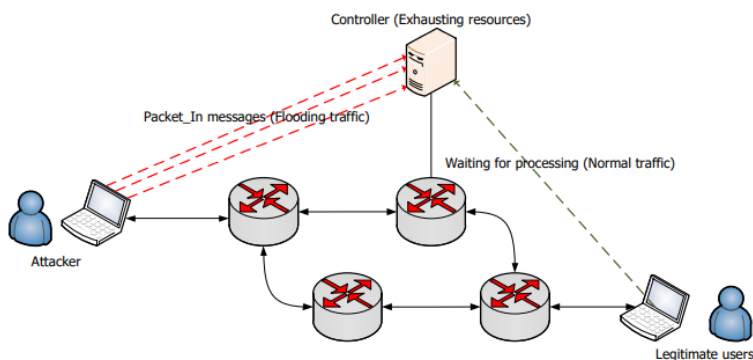 Controller (Exhausting resources)
Packet_In messages (Flooding traffic)
Waiting for processing (Normal traffic)
Attacker
Legitimate users